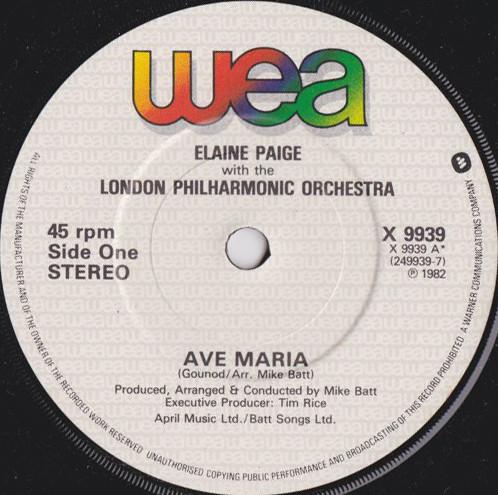 wea
ELAINE PAIGE
with the
LONDON PHILHARMONIC ORCHESTRA
45 rpm
Side One
STEREO
X 9939
X 9939 A*
(249939-7)
℗ 1982
AVE MARIA
(Gounod/Arr. Mike Batt)
Produced, Arranged & Conducted by Mike Batt
Executive Producer: Tim Rice
April Music Ltd./Batt Songs Ltd.
ALL RIGHTS OF THE MANUFACTURER AND OF THE OWNER OF THE RECORDED WORK RESERVED UNAUTHORISED COPYING PUBLIC PERFORMANCE AND BROADCASTING OF THIS RECORD PROHIBITED A WARNER COMMUNICATIONS COMPANY